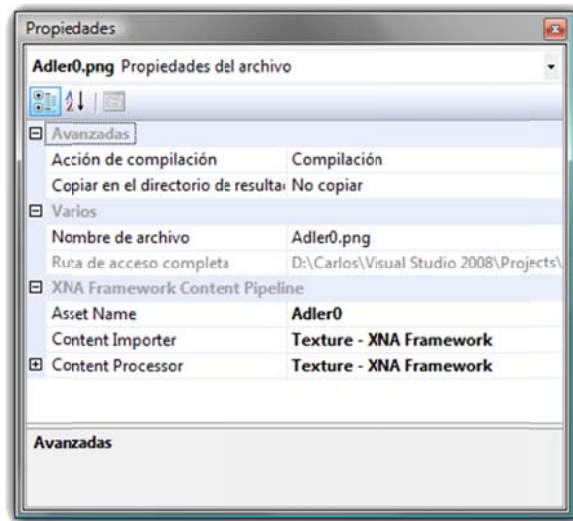 Propiedades
Adler0.png Propiedades del archivo
Avanzadas
Acción de compilación Compilación
Copiar en el directorio de resulta No copiar
Varios
Nombre de archivo Adler0.png
Ruta de acceso completa D:\Carlos\Visual Studio 2008\Projects\
XNA Framework Content Pipeline
Asset Name Adler0
Content Importer Texture - XNA Framework
Content Processor Texture - XNA Framework
Avanzadas